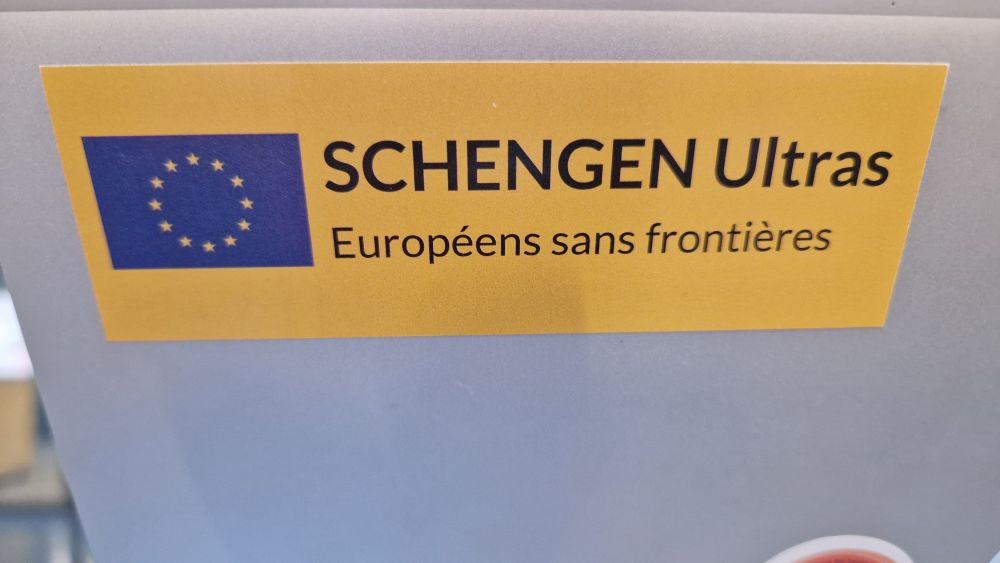 SCHENGEN Ultras
Européens sans frontières